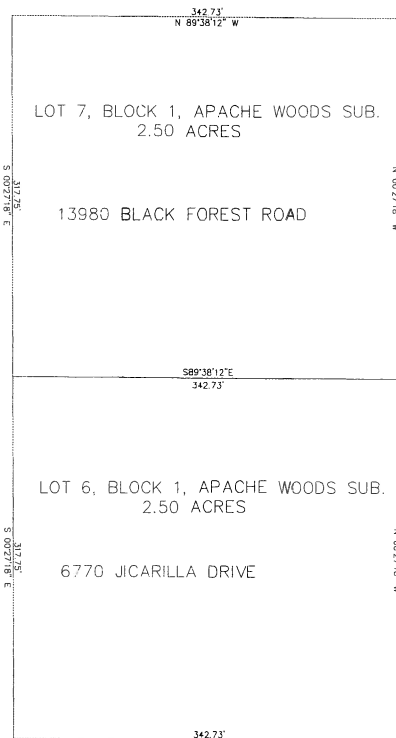 342.73'
N 89°38'12" W
LOT 7, BLOCK 1, APACHE WOODS SUB.
2.50 ACRES
317.75'
S 00°27'18" E
13980 BLACK FOREST ROAD
S89°38'12"E
342.73'
LOT 6, BLOCK 1, APACHE WOODS SUB.
2.50 ACRES
317.75'
S 00°27'18" E
6770 JICARILLA DRIVE
342.73'